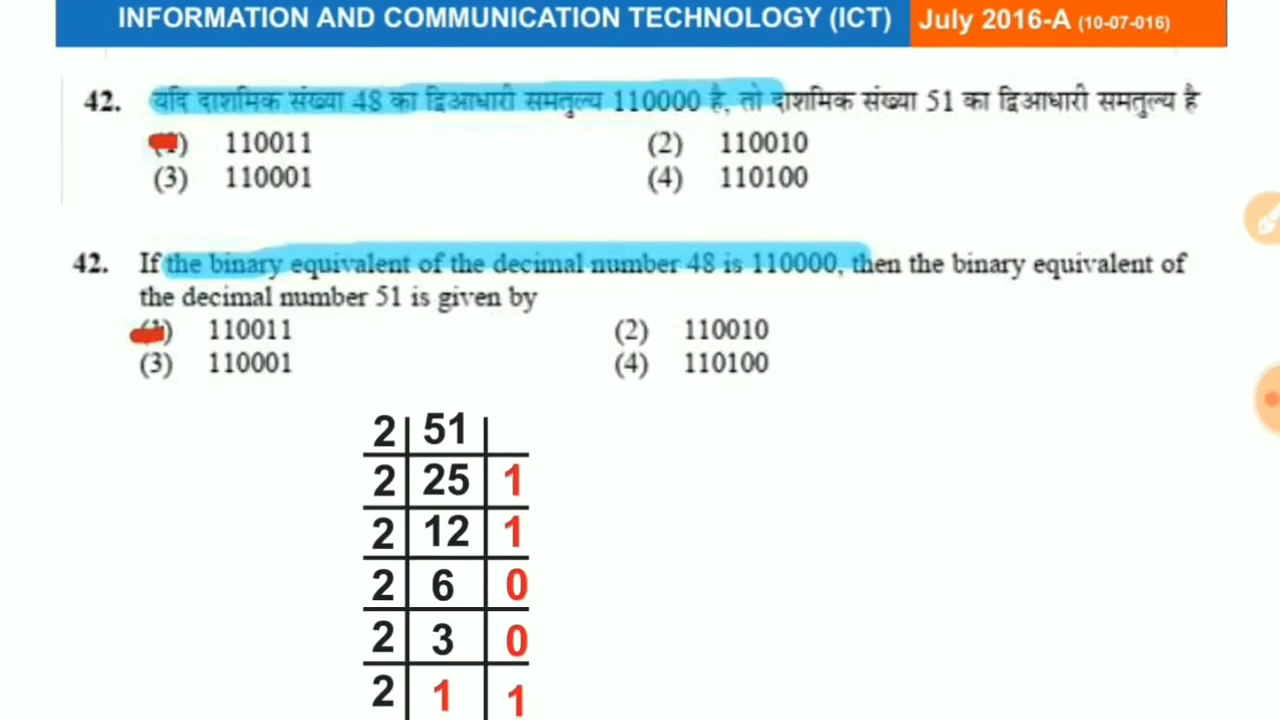 INFORMATION AND COMMUNICATION TECHNOLOGY (ICT) July 2016-A (10-07-016)
42. यदि दाशमिक संख्या 48 का द्विआधारी समतुल्य 110000 है, तो दाशमिक संख्या 51 का द्विआधारी समतुल्य है
(1) 110011 (2) 110010
(3) 110001 (4) 110100
42. If the binary equivalent of the decimal number 48 is 110000, then the binary equivalent of
the decimal number 51 is given by
(1) 110011 (2) 110010
(3) 110001 (4) 110100
2 51
2 25 1
2 12 1
2 6 0
2 3 0
2 1 1